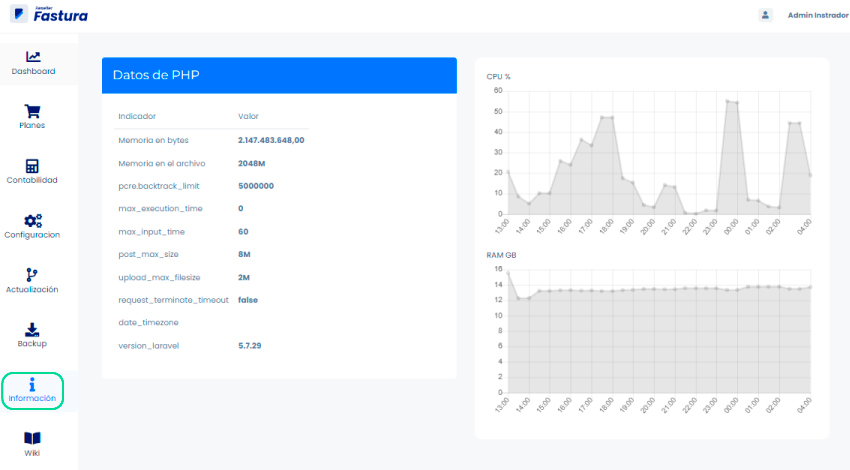 Fastura
Admin Instrador
Dashboard
Planes
Contabilidad
Configuracion
Actualización
Backup
Información
Wiki
Datos de PHP
Indicador Valor
Memoria en bytes 2.147.483.648,00
Memoria en el archivo 2048M
pcre.backtrack_limit 5000000
max_execution_time 0
max_input_time 60
post_max_size 8M
upload_max_filesize 2M
request_terminate_timeout false
date_timezone
version_laravel 5.7.29
CPU %
60
50
40
30
20
10
0
13:00 14:00 15:00 16:00 17:00 18:00 19:00 20:00 21:00 22:00 23:00 00:00 01:00 02:00 04:00
RAM GB
16
14
12
10
8
6
4
2
0
13:00 14:00 15:00 16:00 17:00 18:00 19:00 20:00 21:00 22:00 23:00 00:00 01:00 02:00 04:00